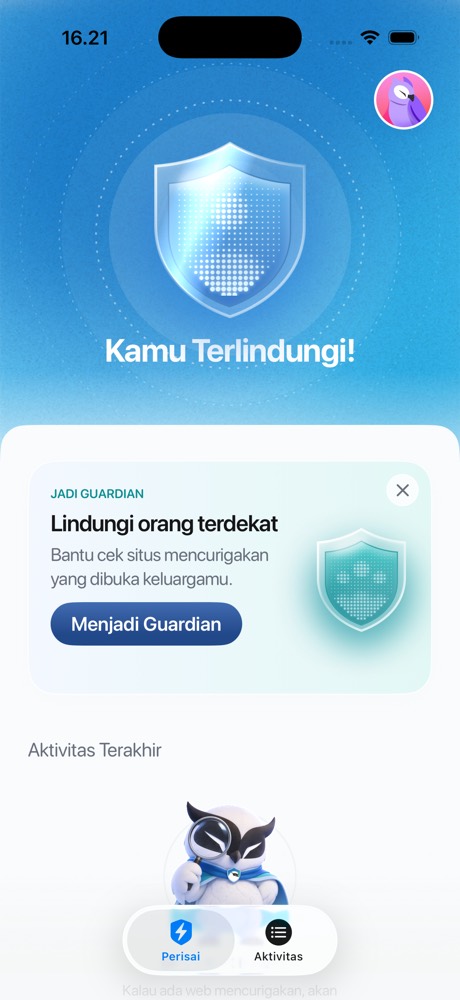 16.21
Kamu Terlindungi!
JADI GUARDIAN
Lindungi orang terdekat
Bantu cek situs mencurigakan
yang dibuka keluargamu.
Menjadi Guardian
Aktivitas Terakhir
Perisai
Aktivitas
Kalau ada web mencurigakan, akan